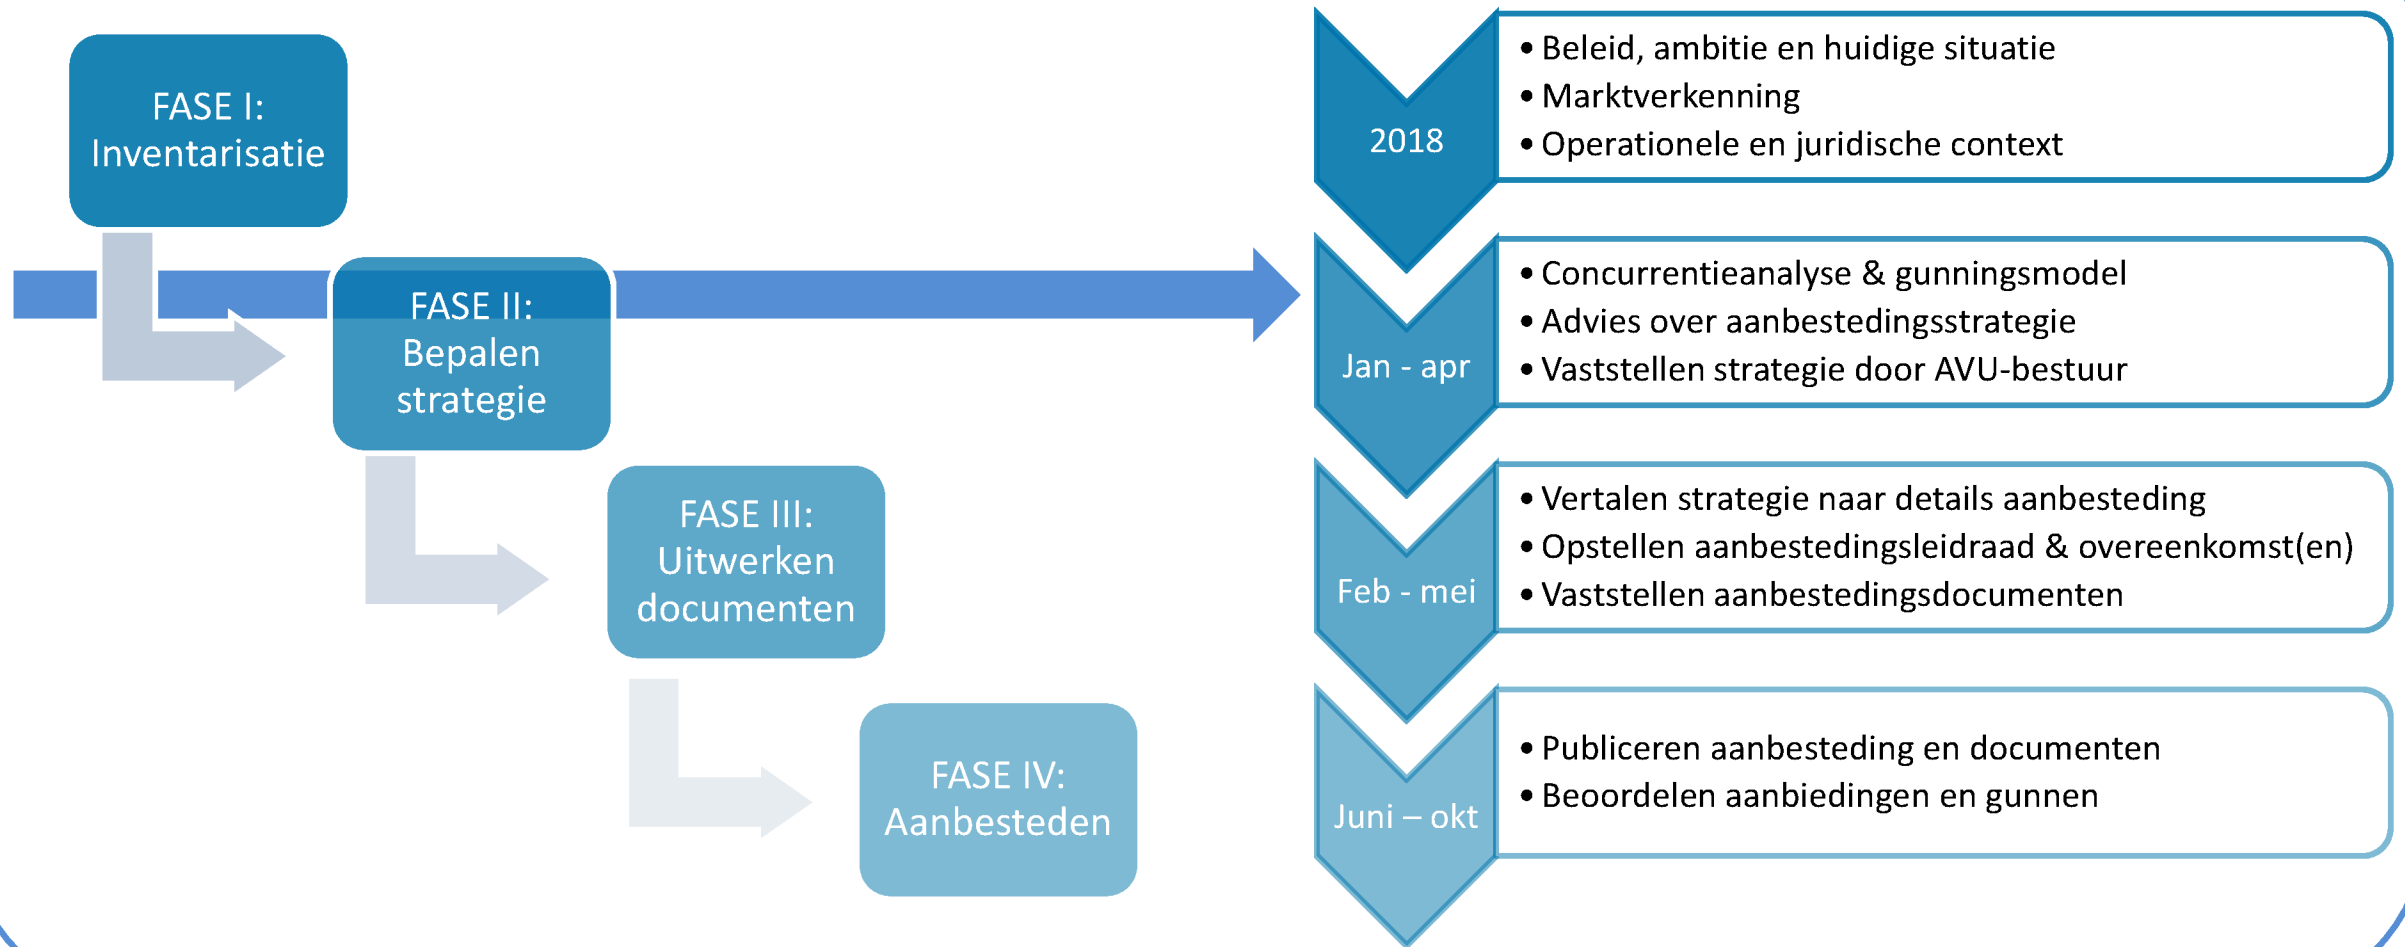 FASE I:
Inventarisatie
FASE II:
Bepalen
strategie
FASE III:
Uitwerken
documenten
FASE IV:
Aanbesteden
2018
• Beleid, ambitie en huidige situatie
• Marktverkenning
• Operationele en juridische context
Jan - apr
• Concurrentieanalyse & gunningsmodel
• Advies over aanbestedingsstrategie
• Vaststellen strategie door AVU-bestuur
Feb - mei
• Vertalen strategie naar details aanbesteding
• Opstellen aanbestedingsleidraad & overeenkomst(en)
• Vaststellen aanbestedingsdocumenten
Juni – okt
• Publiceren aanbesteding en documenten
• Beoordelen aanbiedingen en gunnen